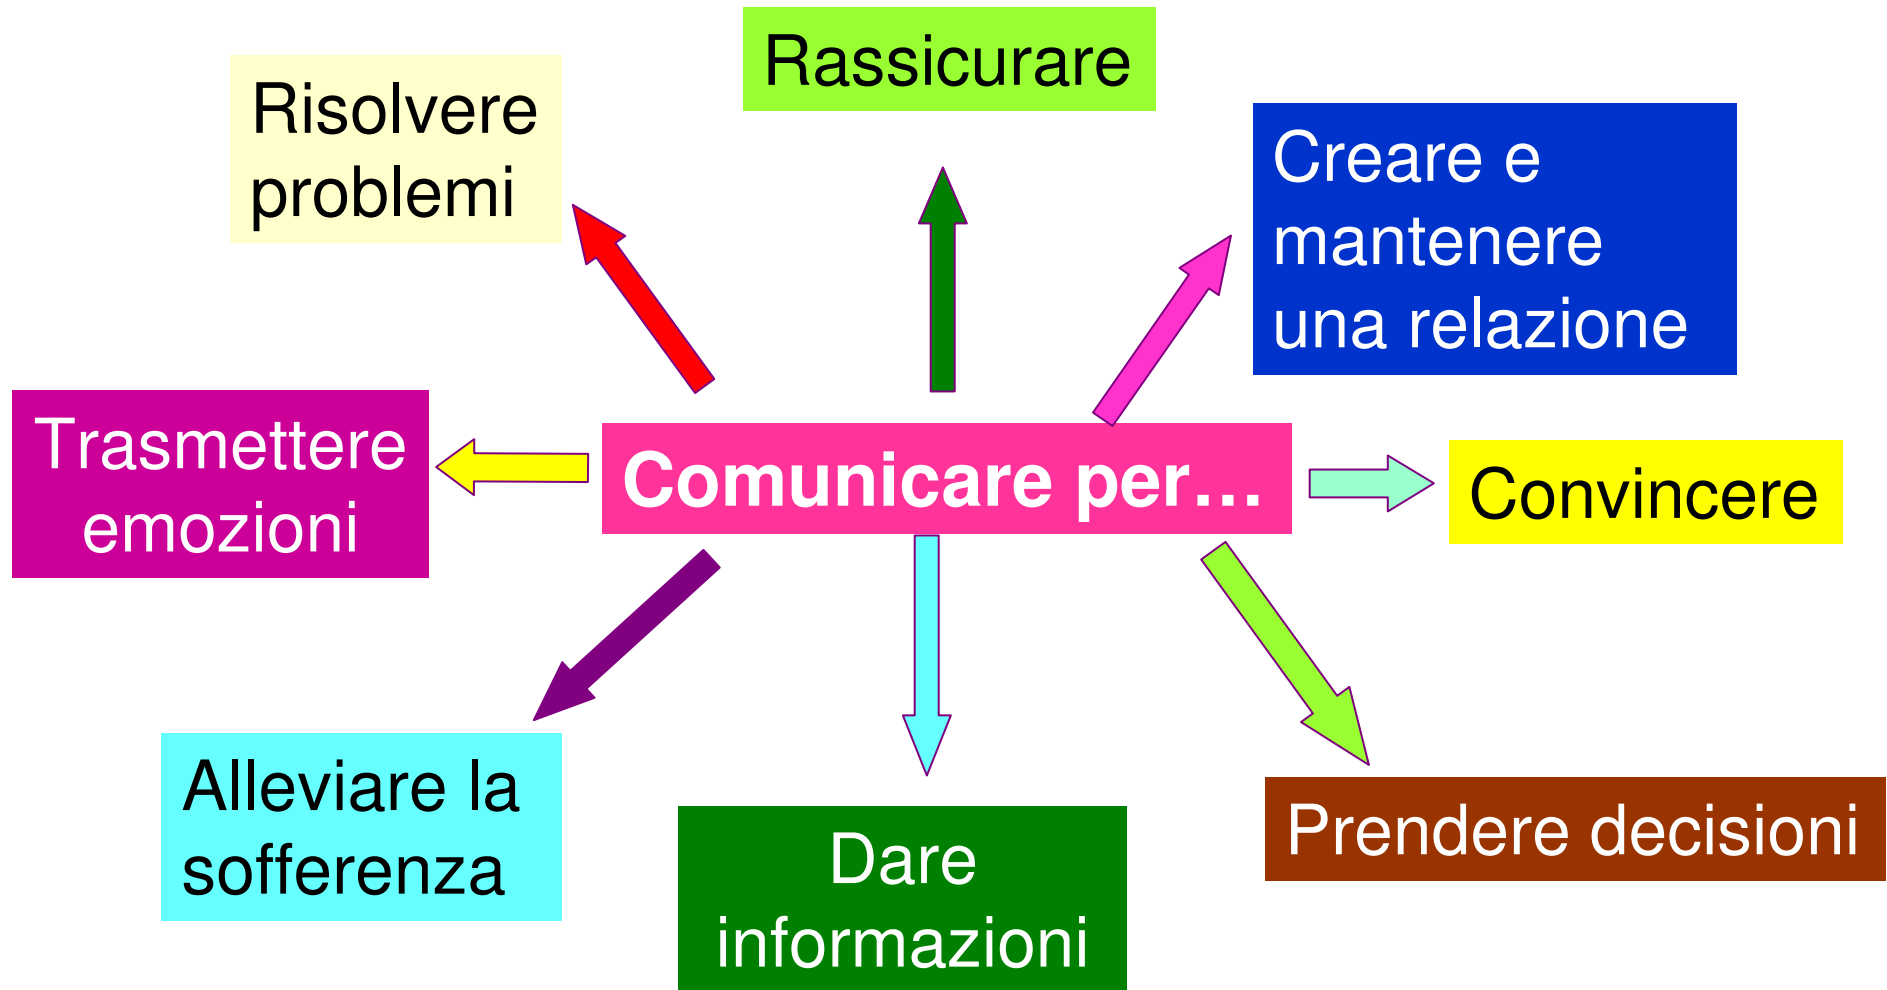 Rassicurare
Risolvere
problemi
Creare e
mantenere
una relazione
Trasmettere
emozioni
Comunicare per…
Convincere
Alleviare la
sofferenza
Dare
informazioni
Prendere decisioni